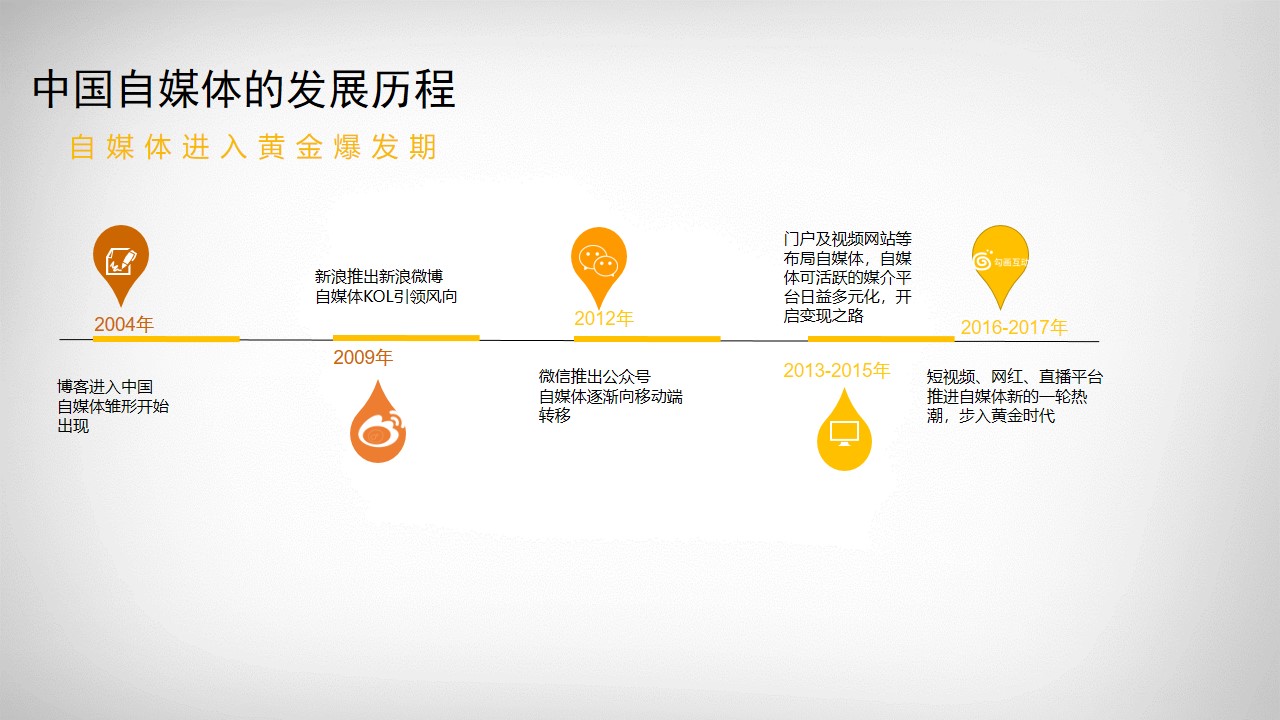 中国自媒体的发展历程
自媒体进入黄金爆发期
2004年
博客进入中国
自媒体雏形开始
出现
新浪推出新浪微博
自媒体KOL引领风向
2009年
2012年
微信推出公众号
自媒体逐渐向移动端
转移
门户及视频网站等
布局自媒体，自媒
体可活跃的媒介平
台日益多元化，开
启变现之路
2013-2015年
勾画互动
2016-2017年
短视频、网红、直播平台
推进自媒体新的一轮热
潮，步入黄金时代